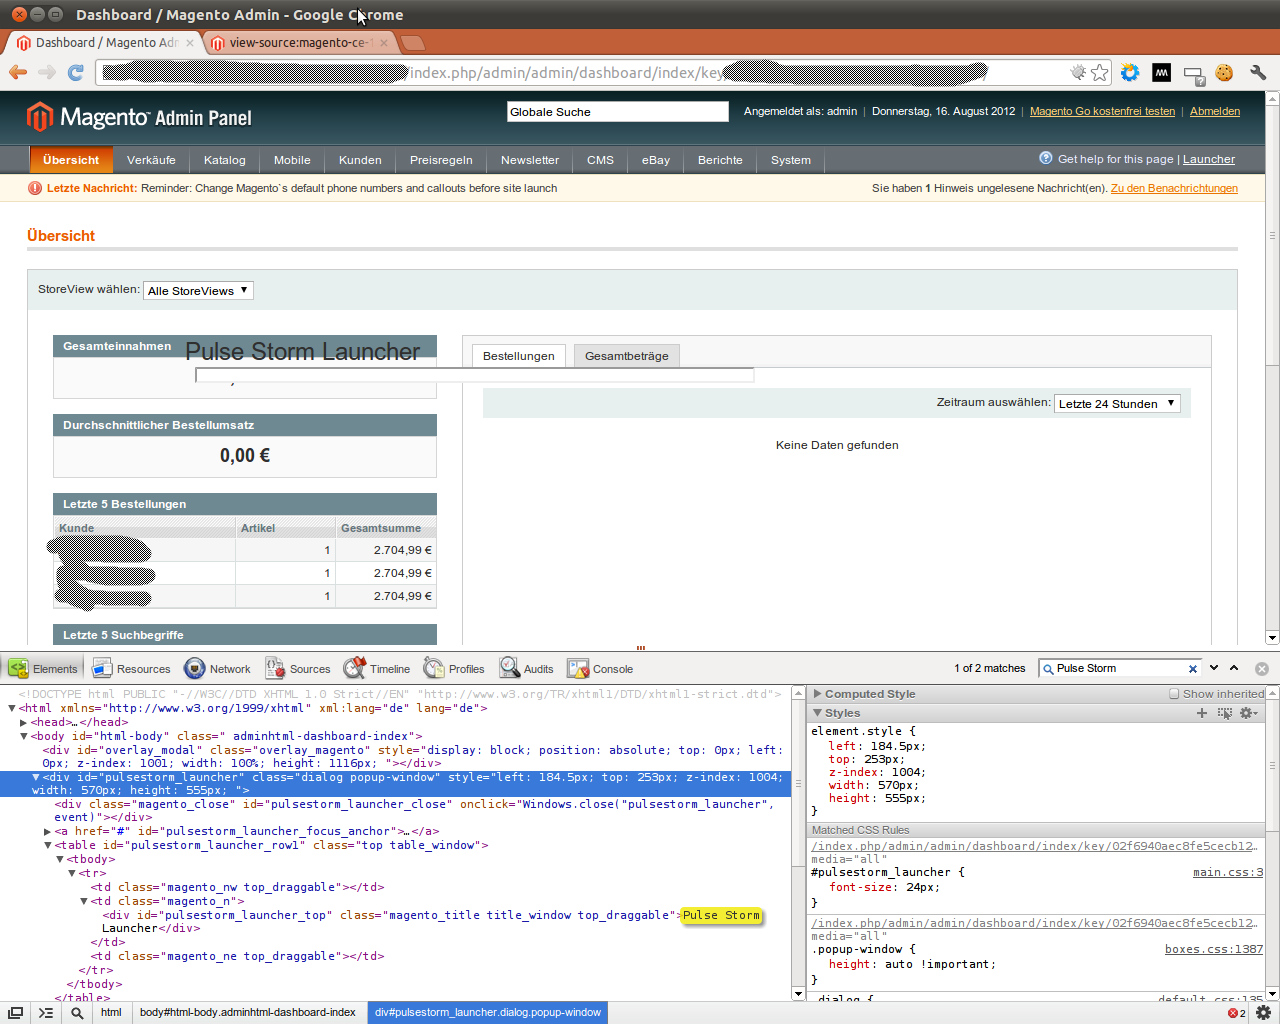 Dashboard / Magento Admin - Google Chrome
Dashboard / Magento Adm
view-source:magento-ce-1
/index.php/admin/admin/dashboard/index/key
Magento Admin Panel
Globale Suche
Angemeldet als: admin | Donnerstag, 16. August 2012 | Magento Go kostenfrei testen | Abmelden
Übersicht Verkäufe Katalog Mobile Kunden Preisregeln Newsletter CMS eBay Berichte System
Get help for this page | Launcher
Letzte Nachricht: Reminder: Change Magento`s default phone numbers and callouts before site launch
Sie haben 1 Hinweis ungelesene Nachricht(en). Zu den Benachrichtungen
Übersicht
StoreView wählen: Alle StoreViews
Gesamteinnahmen
Pulse Storm Launcher
Bestellungen Gesamtbeträge
Zeitraum auswählen: Letzte 24 Stunden
Keine Daten gefunden
Durchschnittlicher Bestellumsatz
0,00 €
Letzte 5 Bestellungen
Kunde Artikel Gesamtsumme
1 2.704,99 €
1 2.704,99 €
1 2.704,99 €
Letzte 5 Suchbegriffe
Elements Resources Network Sources Timeline Profiles Audits Console
1 of 2 matches
Pulse Storm
<!DOCTYPE html PUBLIC "-//W3C//DTD XHTML 1.0 Strict//EN" "http://www.w3.org/TR/xhtml1/DTD/xhtml1-strict.dtd">
<html xmlns="http://www.w3.org/1999/xhtml" xml:lang="de" lang="de">
<head>…</head>
<body id="html-body" class=" adminhtml-dashboard-index">
<div id="overlay_modal" class="overlay_magento" style="display: block; position: absolute; top: 0px; left:
0px; z-index: 1001; width: 100%; height: 1116px; "></div>
<div id="pulsestorm_launcher" class="dialog popup-window" style="left: 184.5px; top: 253px; z-index: 1004;
width: 570px; height: 555px; ">
<div class="magento_close" id="pulsestorm_launcher_close" onclick="Windows.close("pulsestorm_launcher",
event)"></div>
<a href="#" id="pulsestorm_launcher_focus_anchor">…</a>
<table id="pulsestorm_launcher_row1" class="top table_window">
<tbody>
<tr>
<td class="magento_nw top_draggable"></td>
<td class="magento_n">
<div id="pulsestorm_launcher_top" class="magento_title title_window top_draggable">Pulse Storm
Launcher</div>
</td>
<td class="magento_ne top_draggable"></td>
</tr>
</tbody>
</table>
Computed Style Show inherited
Styles
element.style {
left: 184.5px;
top: 253px;
z-index: 1004;
width: 570px;
height: 555px;
}
Matched CSS Rules
/index.php/admin/admin/dashboard/index/key/02f6940aec8fe5cecb12…
media="all"
#pulsestorm_launcher { main.css:3
font-size: 24px;
}
/index.php/admin/admin/dashboard/index/key/02f6940aec8fe5cecb12…
media="all"
.popup-window { boxes.css:1387
height: auto !important;
}
.dialog { default.css:135
html
body#html-body.adminhtml-dashboard-index
div#pulsestorm_launcher.dialog.popup-window
2